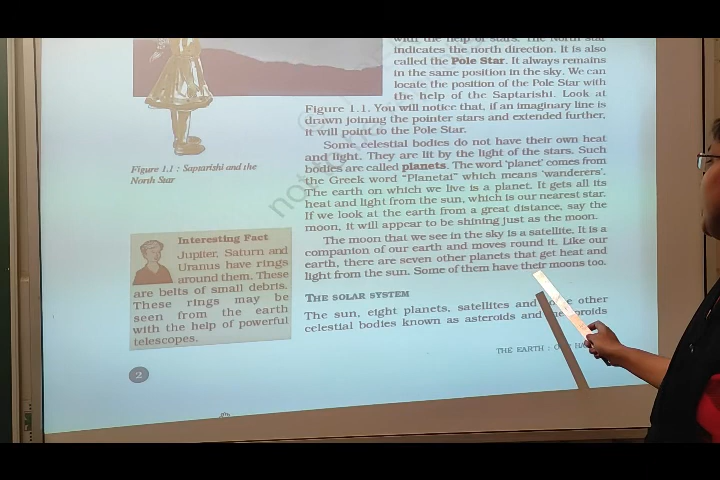 with the help of stars. The North star
indicates the north direction. It is also
called the Pole Star. It always remains
in the same position in the sky. We can
locate the position of the Pole Star with
the help of the Saptarishi. Look at
Figure 1.1. You will notice that, if an imaginary line is
drawn joining the pointer stars and extended further,
it will point to the Pole Star.
Some celestial bodies do not have their own heat
and light. They are lit by the light of the stars. Such
bodies are called planets. The word 'planet' comes from
the Greek word "Planetai" which means 'wanderers'.
The earth on which we live is a planet. It gets all its
heat and light from the sun, which is our nearest star.
If we look at the earth from a great distance, say the
moon, it will appear to be shining just as the moon.
The moon that we see in the sky is a satellite. It is a
companion of our earth and moves round it. Like our
earth, there are seven other planets that get heat and
light from the sun. Some of them have their moons too.
THE SOLAR SYSTEM
The sun, eight planets, satellites and other
celestial bodies known as asteroids and
Figure 1.1 : Saptarishi and the
North Star
Interesting Fact
Jupiter, Saturn and
Uranus have rings
around them. These
are belts of small debris.
These rings may be
seen from the earth
with the help of powerful
telescopes.
2
THE EARTH :
not